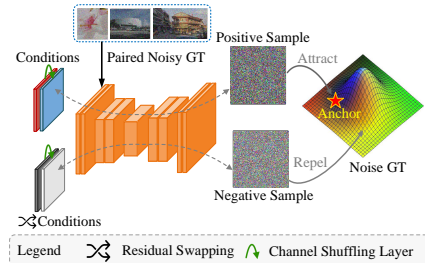 Positive Sample
Conditions
Paired Noisy GT
Attract
Anchor
Repel
Noise GT
Negative Sample
Conditions
Legend Residual Swapping Channel Shuffling Layer